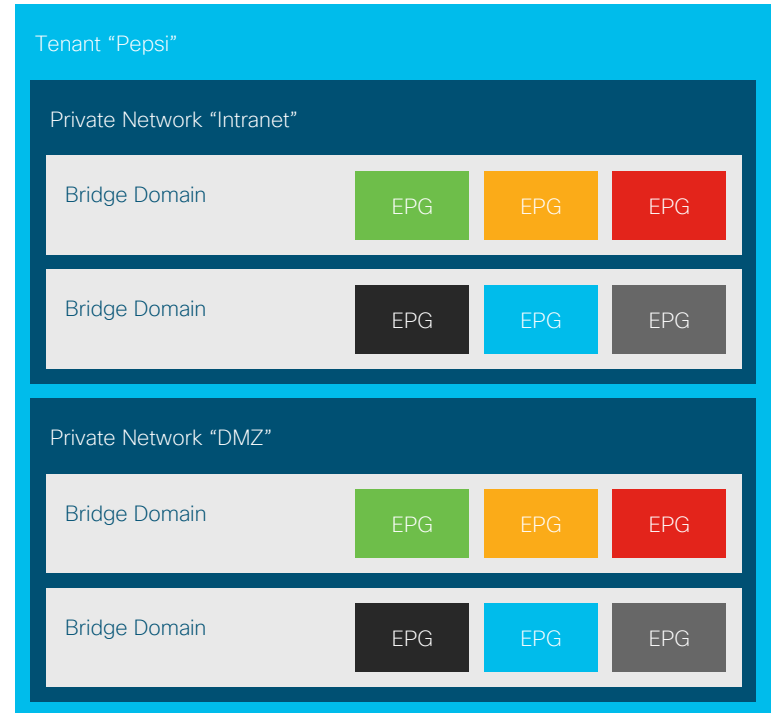 Tenant “Pepsi”
Private Network “Intranet”
Bridge Domain EPG EPG EPG
Bridge Domain EPG EPG EPG
Private Network “DMZ”
Bridge Domain EPG EPG EPG
Bridge Domain EPG EPG EPG